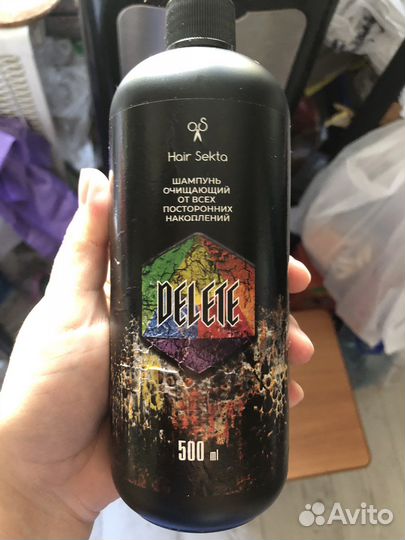 Hair Sekta
ШАМПУНЬ
ОЧИЩАЮЩИЙ
ОТ ВСЕХ
ПОСТОРОННИХ
НАКОПЛЕНИЙ
DELETE
500 ml
Avito